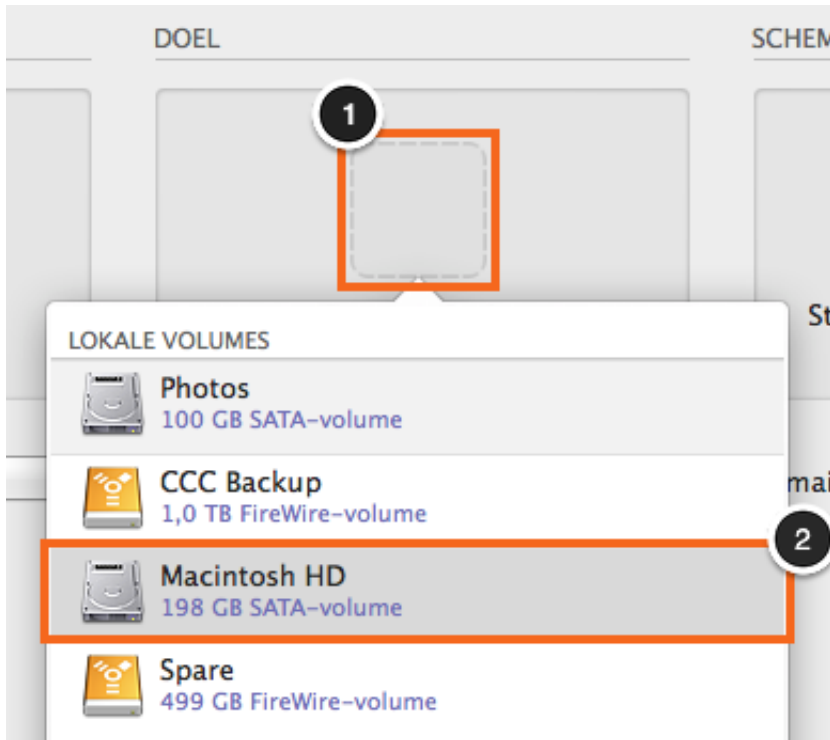 DOEL
SCHEM
1
St
LOKALE VOLUMES
Photos
100 GB SATA-volume
CCC Backup
1,0 TB FireWire-volume
mai
2
Macintosh HD
198 GB SATA-volume
Spare
499 GB FireWire-volume